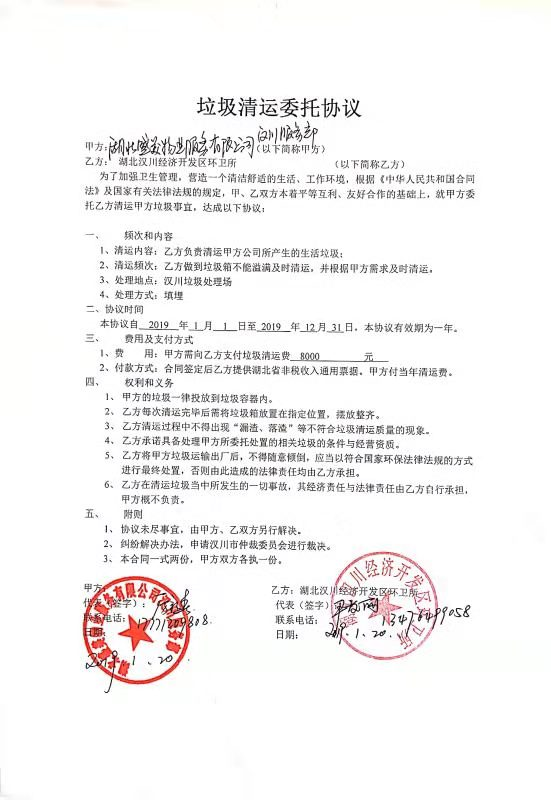 垃圾清运委托协议
甲方：湖北 物业服务有限公司汉川服务部（以下简称甲方）
乙方： 湖北汉川经济开发区环卫所 （以下简称乙方）
为了加强卫生管理，营造一个清洁舒适的生活、工作环境，根据《中华人民共和国合同
法》及国家有关法律法规的规定，甲、乙双方本着平等互利、友好合作的基础上，就甲方委
托乙方清运甲方垃圾事宜，达成以下协议：
一、 频次和内容
1、清运内容：乙方负责清运甲方公司所产生的生活垃圾；
2、清运频次：乙方做到垃圾箱不能溢满及时清运，并根据甲方需求及时清运。
3、处理地点：汉川垃圾处理场
4、处理方式：填埋
二、协议时间
本协议自 2019 年 1 月 1 日至 2019 年 12 月 31 日，本协议有效期为一年。
三、 费用及支付方式
1、费 用：甲方需向乙方支付垃圾清运费 8000 元
2、付款方式：合同签定后乙方提供湖北省非税收入通用票据。甲方付当年清运费。
四、 权利和义务
1、 甲方的垃圾一律投放到垃圾容器内。
2、 乙方每次清运完毕后需将垃圾箱放置在指定位置，摆放整齐。
3、 乙方清运过程中不得出现“漏渣、落渣”等不符合垃圾清运质量的现象。
4、 乙方承诺具备处理甲方所委托处置的相关垃圾的条件与经营资质。
5、 乙方将甲方垃圾运输出厂后，不得随意倾倒，应当以符合国家环保法律法规的方式
进行最终处置，否则由此造成的法律责任均由乙方承担。
6、 乙方在清运垃圾当中所发生的一切事故，其经济责任与法律责任由乙方自行承担，
甲方概不负责。
五、 附则
1、 协议未尽事宜，由甲方、乙双方另行解决。
2、 纠纷解决办法，申请汉川市仲裁委员会进行裁决。
3、 本合同一式两份，甲方双方各执一份。
甲方：
代表（签字）：
联系电话：
日期：
2019.1.20
乙方：湖北汉川经济开发区环卫所
代表（签字）：
联系电话： 13476499058
日期： 2019.1.20.
汉川经济开发区环卫所